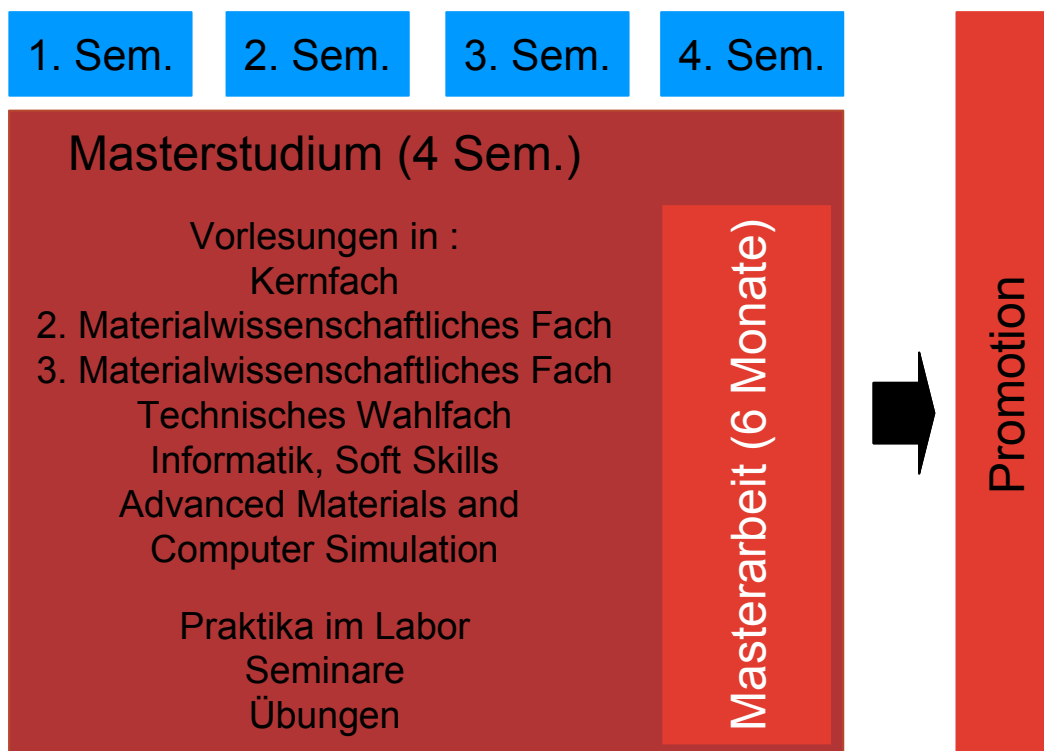 1. Sem.
2. Sem.
3. Sem.
4. Sem.
Masterstudium (4 Sem.)
Vorlesungen in :
Kernfach
2. Materialwissenschaftliches Fach
3. Materialwissenschaftliches Fach
Technisches Wahlfach
Informatik, Soft Skills
Advanced Materials and
Computer Simulation
Praktika im Labor
Seminare
Übungen
Masterarbeit (6 Monate)
Promotion